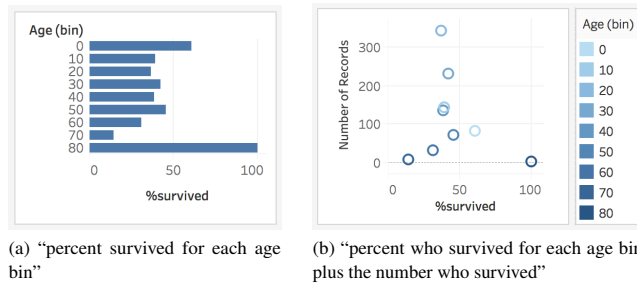 Age (bin)
0
10
20
30
40
50
60
70
80
0 50 100
%survived
(a) “percent survived for each age
bin”
Number of Records
300
200
100
0
0 50 100
%survived
Age (bin)
0
10
20
30
40
50
60
70
80
(b) “percent who survived for each age bin
plus the number who survived”